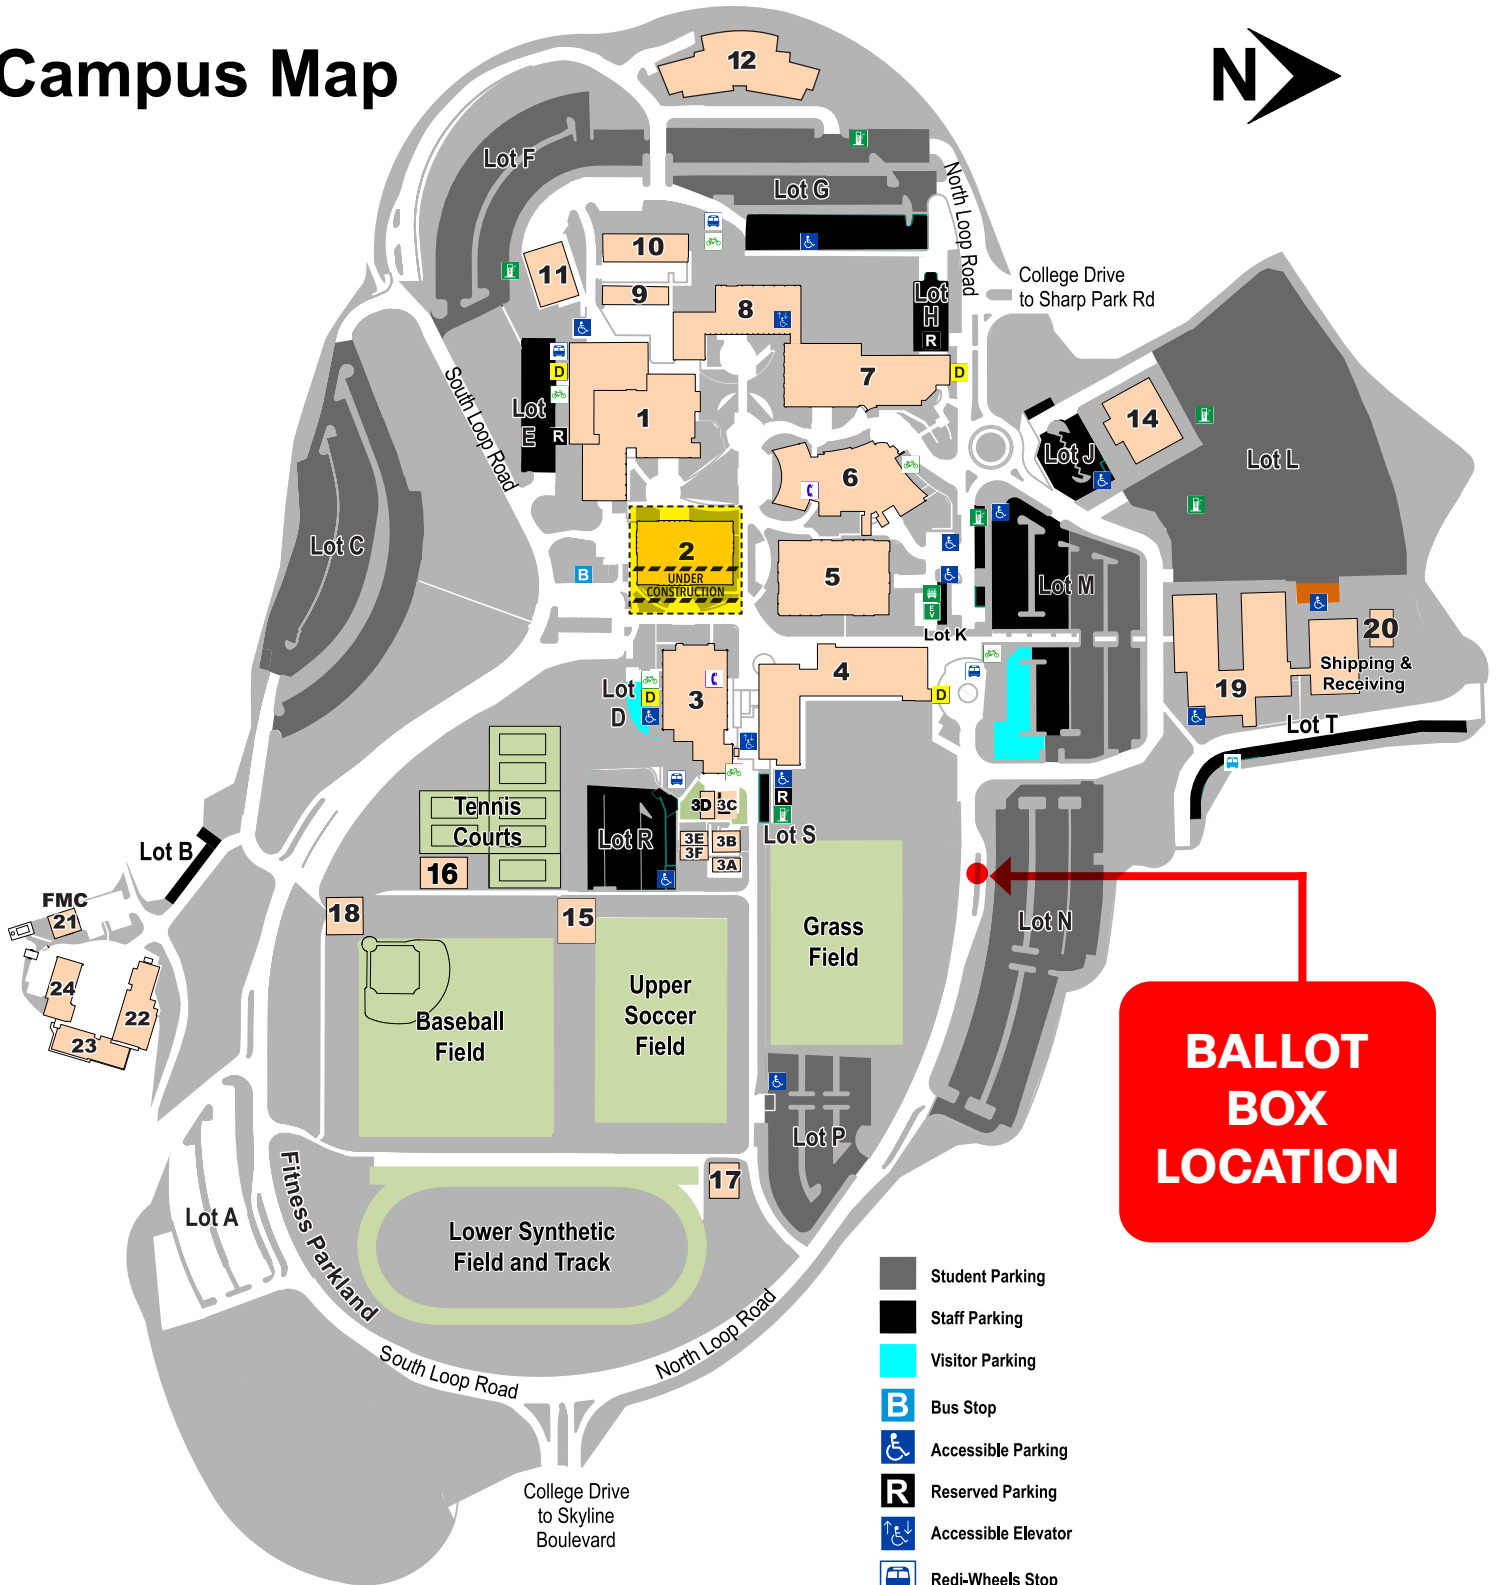 Campus Map
N
12
Lot F
Lot G
North Loop Road
10
11
9
8
Lot
H
R
College Drive
to Sharp Park Rd
D
D
7
South Loop Road
Lot
E
R
1
14
Lot J
Lot L
6
Lot C
2
UNDER
CONSTRUCTION
B
5
Lot M
EV
Lot K
20
Shipping &
Receiving
19
Lot T
4
D
Lot
D
D
3
Tennis
Courts
3D
3C
R
Lot R
3E
3F
3B
3A
Lot S
Lot B
16
FMC
21
18
15
Grass
Field
Lot N
24
22
23
Baseball
Field
Upper
Soccer
Field
BALLOT
BOX
LOCATION
Lot P
17
Lot A
Fitness Parkland
Lower Synthetic
Field and Track
South Loop Road
North Loop Road
College Drive
to Skyline
Boulevard
Student Parking
Staff Parking
Visitor Parking
B Bus Stop
Accessible Parking
R Reserved Parking
Accessible Elevator
Redi-Wheels Stop